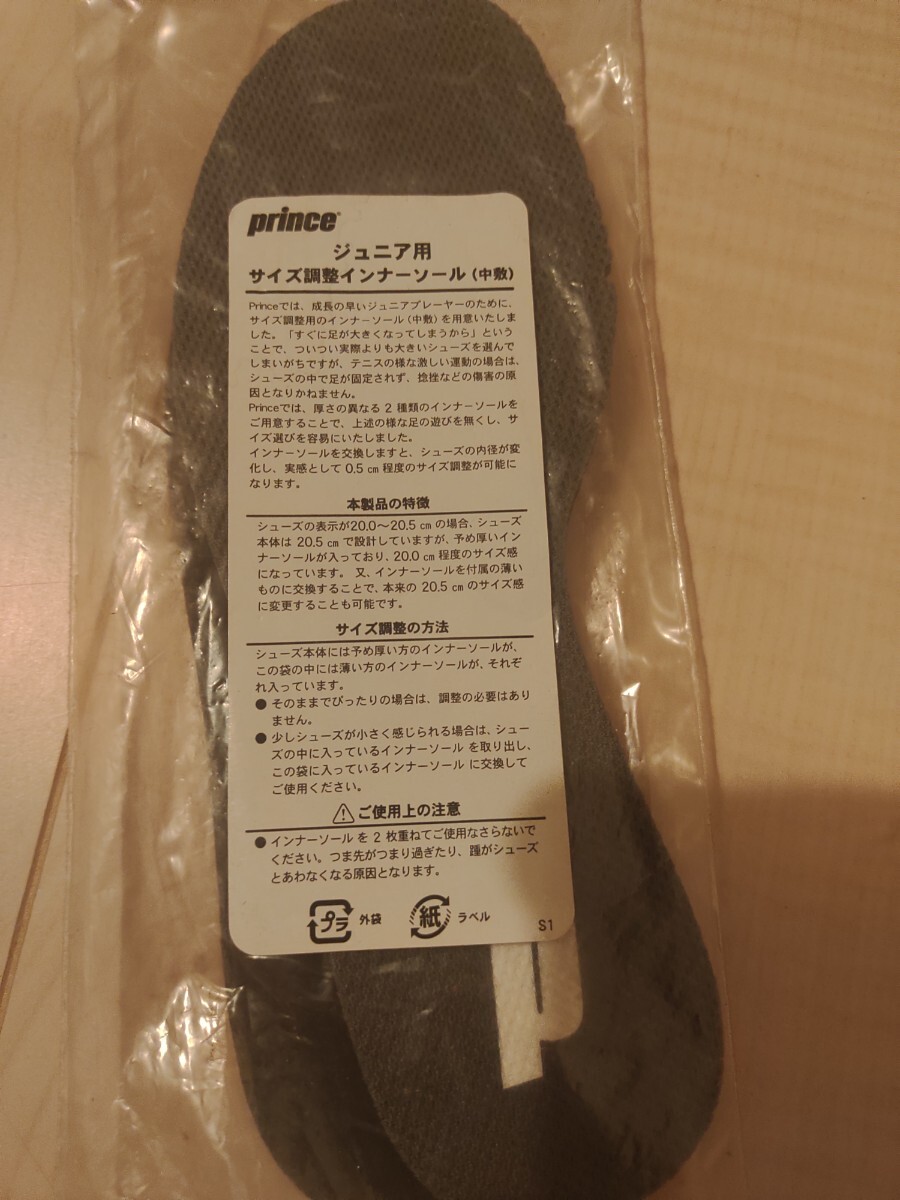 prince
ジュニア用
サイズ調整インナーソール(中敷)
Princeでは、成長の早いジュニアプレーヤーのために、
サイズ調整用のインナーソール(中敷)を用意いたしま
した。「すぐに足が大きくなってしまうから」という
ことで、ついつい実際よりも大きいシューズを選んで
しまいがちですが、テニスの様な激しい運動の場合は、
シューズの中で足が固定されず、捻挫などの傷害の原
因となりかねません。
Princeでは、厚さの異なる2種類のインナーソールを
ご用意することで、上述の様な足の遊びを無くし、サ
イズ選びを容易にいたしました。
インナーソールを交換しますと、シューズの内径が変
化し、実感として0.5cm程度のサイズ調整が可能に
なります。
本製品の特徴
シューズの表示が20.0〜20.5cmの場合、シューズ
本体は20.5cmで設計していますが、予め厚いイン
ナーソールが入っており、20.0cm程度のサイズ感
になっています。又、インナーソールを付属の薄い
ものに交換することで、本来の20.5cmのサイズ感
に変更することも可能です。
サイズ調整の方法
シューズ本体には予め厚い方のインナーソールが、
この袋の中には薄い方のインナーソールが、それぞ
れ入っています。
●そのままでぴったりの場合は、調整の必要はあり
ません。
●少しシューズが小さく感じられる場合は、シュー
ズの中に入っているインナーソールを取り出し、
この袋に入っているインナーソールに交換して
ご使用ください。
⚠ご使用上の注意
●インナーソールを2枚重ねてご使用なさらないで
ください。つま先がつまり過ぎたり、踵がシューズ
とあわなくなる原因となります。
プラ 外袋 紙 ラベル
S1